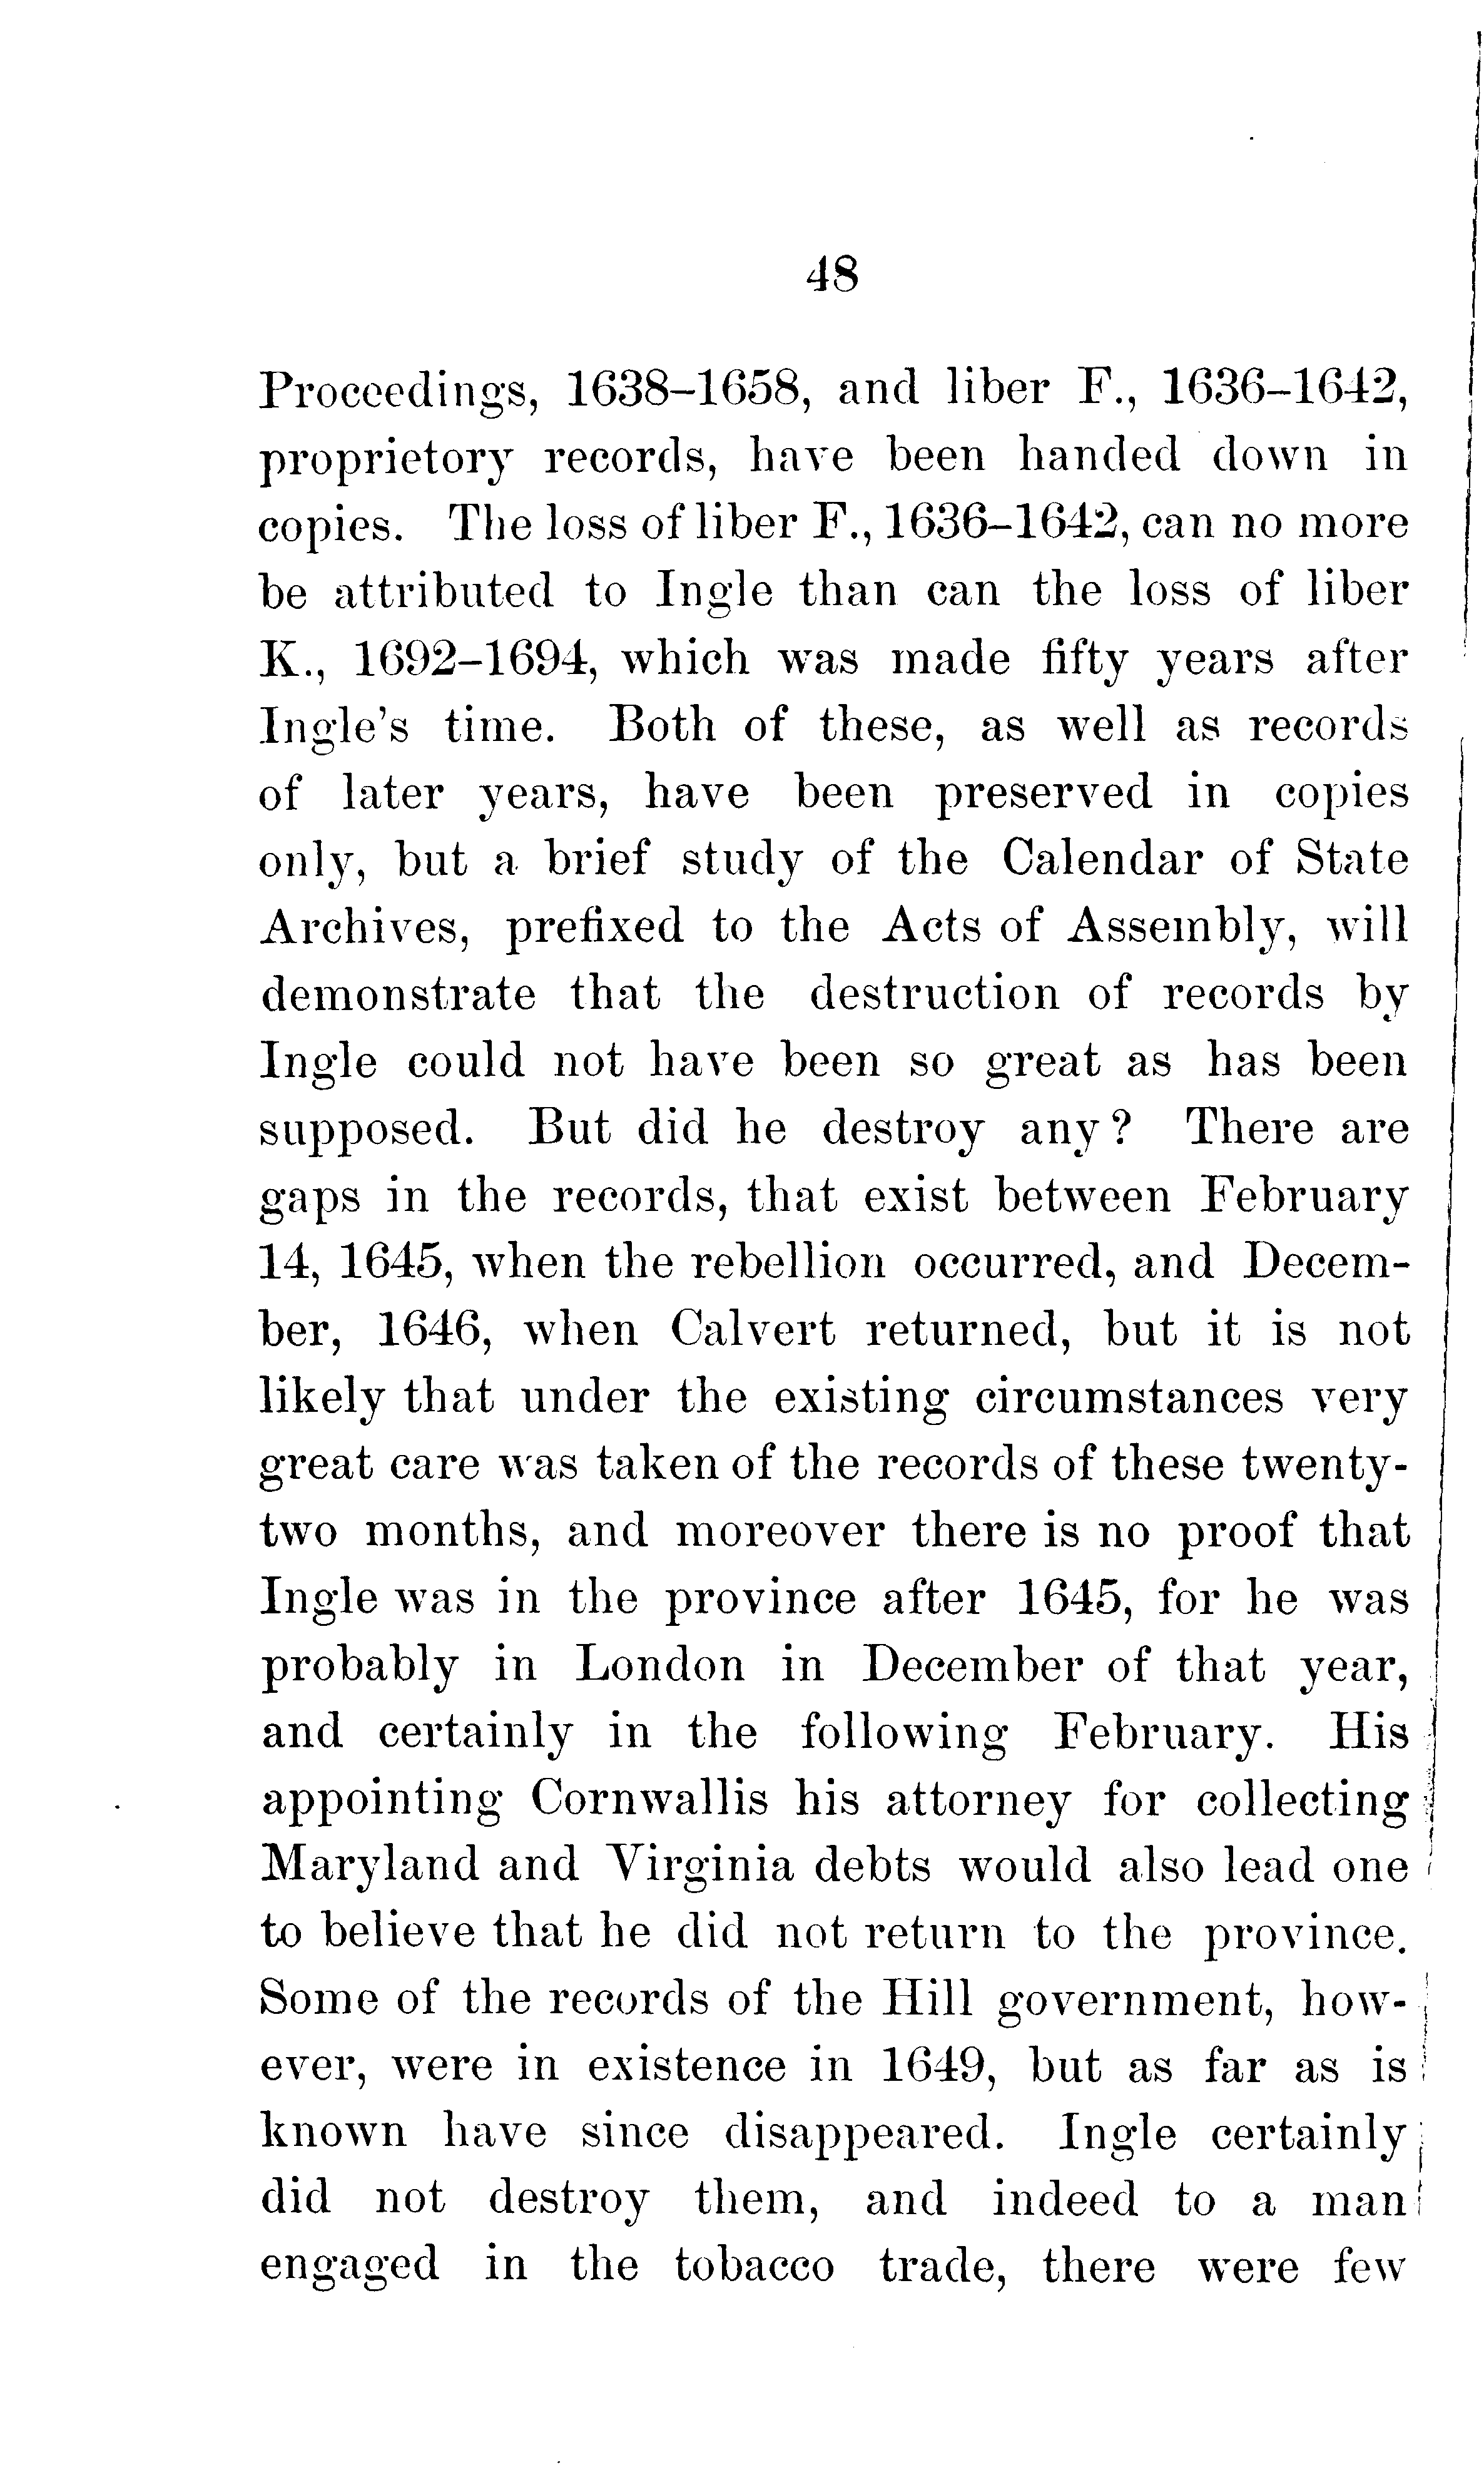 48
Proceedings, 1638–1658, and liber F., 1636–1642,
proprietory records, have been handed down in
copies. The loss of liber F., 1636–1642, can no more
be attributed to Ingle than can the loss of liber
K., 1692–1694, which was made fifty years after
Ingle's time. Both of these, as well as records
of later years, have been preserved in copies
only, but a brief study of the Calendar of State
Archives, prefixed to the Acts of Assembly, will
demonstrate that the destruction of records by
Ingle could not have been so great as has been
supposed. But did he destroy any? There are
gaps in the records, that exist between February
14, 1645, when the rebellion occurred, and Decem-
ber, 1646, when Calvert returned, but it is not
likely that under the existing circumstances very
great care was taken of the records of these twenty-
two months, and moreover there is no proof that
Ingle was in the province after 1645, for he was
probably in London in December of that year,
and certainly in the following February. His
appointing Cornwallis his attorney for collecting
Maryland and Virginia debts would also lead one
to believe that he did not return to the province.
Some of the records of the Hill government, how-
ever, were in existence in 1649, but as far as is
known have since disappeared. Ingle certainly
did not destroy them, and indeed to a man
engaged in the tobacco trade, there were few